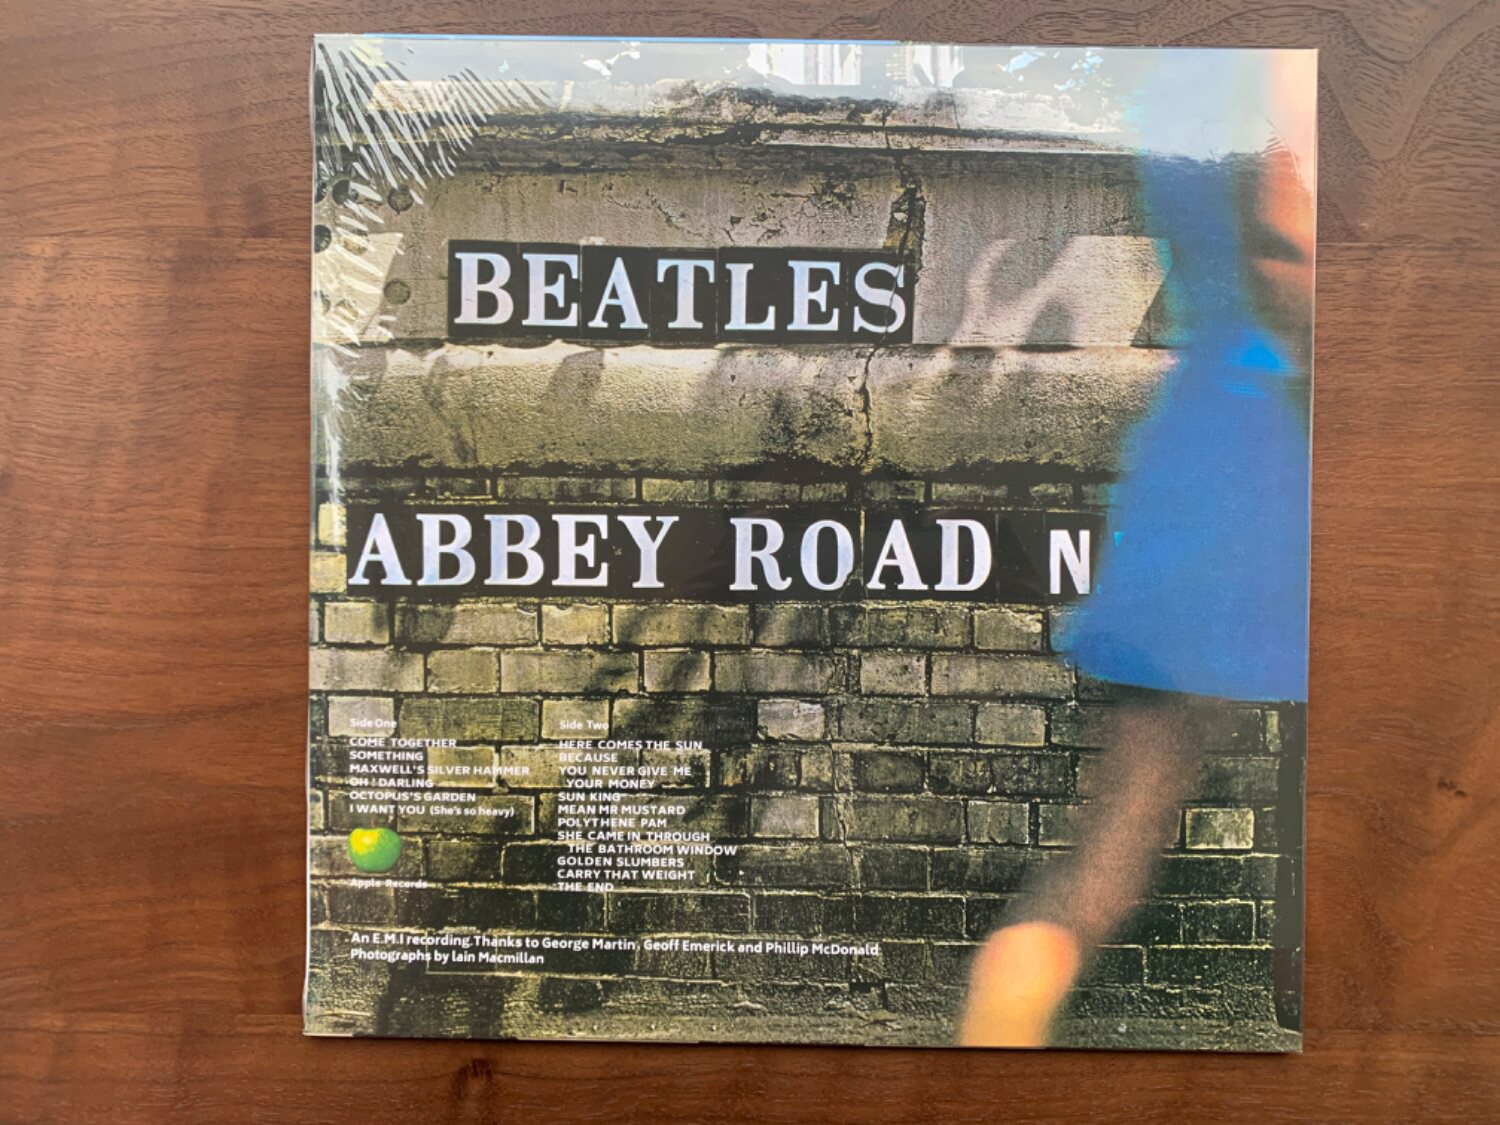 BEATLES
ABBEY ROAD N
Side One
COME TOGETHER
SOMETHING
MAXWELL'S SILVER HAMMER
OH! DARLING
OCTOPUS'S GARDEN
I WANT YOU (She's so heavy)
Apple Records
Side Two
HERE COMES THE SUN
BECAUSE
YOU NEVER GIVE ME
YOUR MONEY
SUN KING
MEAN MR MUSTARD
POLYTHENE PAM
SHE CAME IN THROUGH
THE BATHROOM WINDOW
GOLDEN SLUMBERS
CARRY THAT WEIGHT
THE END
An E.M.I recording. Thanks to George Martin, Geoff Emerick and Phillip McDonald
Photographs by Iain Macmillan